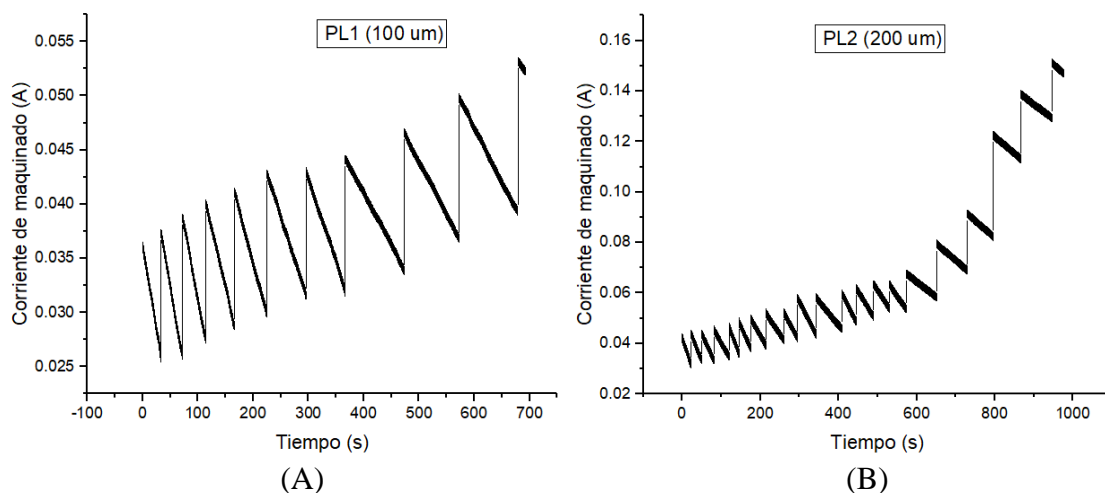 PL1 (100 um)
Corriente de maquinado (A)
0.055
0.050
0.045
0.040
0.035
0.030
0.025
-100 0 100 200 300 400 500 600 700 800
Tiempo (s)
(A)
PL2 (200 um)
Corriente de maquinado (A)
0.16
0.14
0.12
0.10
0.08
0.06
0.04
0.02
0 200 400 600 800 1000
Tiempo (s)
(B)